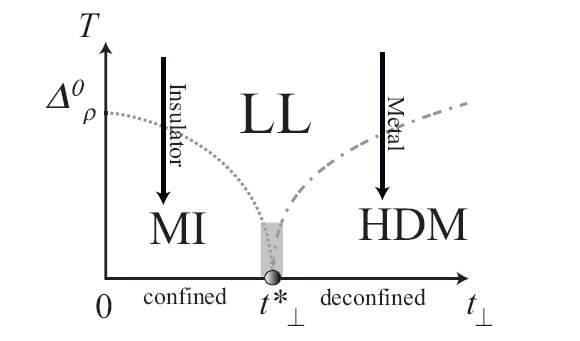 T
Δ⁰ρ
Insulator
LL
Metal
MI
HDM
0
confined
t*⊥
deconfined
t⊥